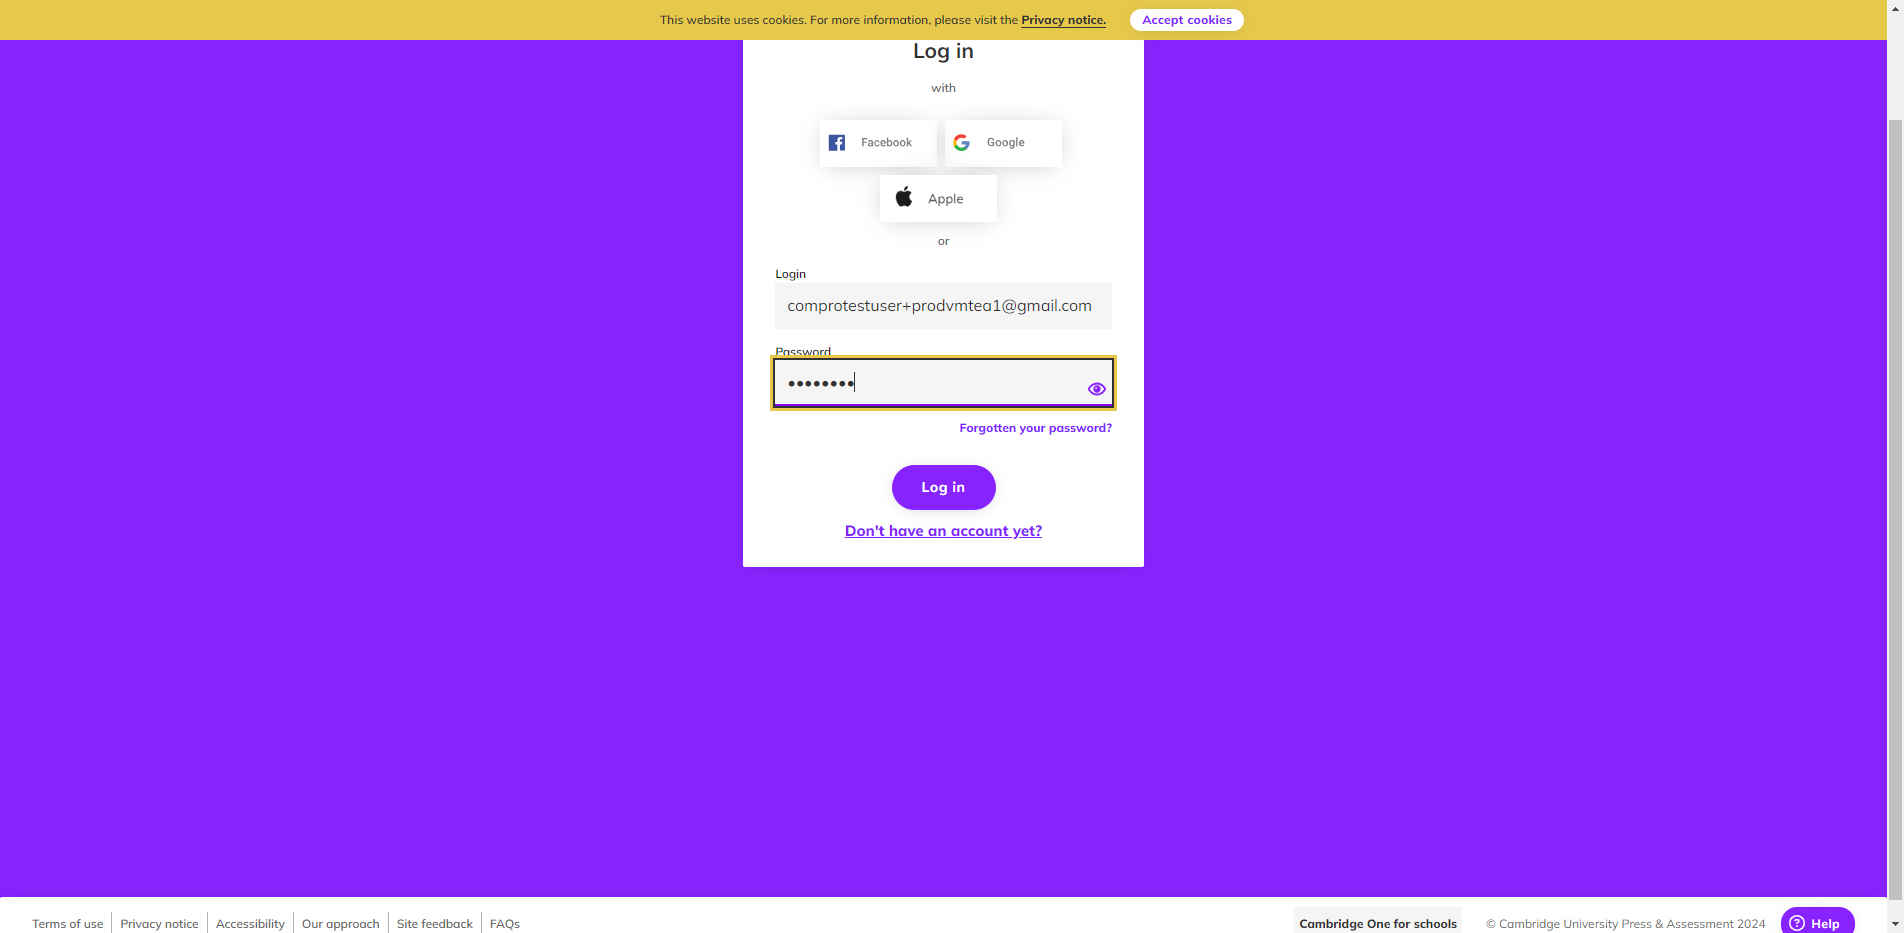 This website uses cookies. For more information, please visit the Privacy notice. Accept cookies
Log in
with
Facebook Google
Apple
or
Login
comprotestuser+prodvmtea1@gmail.com
Password
••••••••
Forgotten your password?
Log in
Don't have an account yet?
Terms of use Privacy notice Accessibility Our approach Site feedback FAQs Cambridge One for schools © Cambridge University Press & Assessment 2024 Help